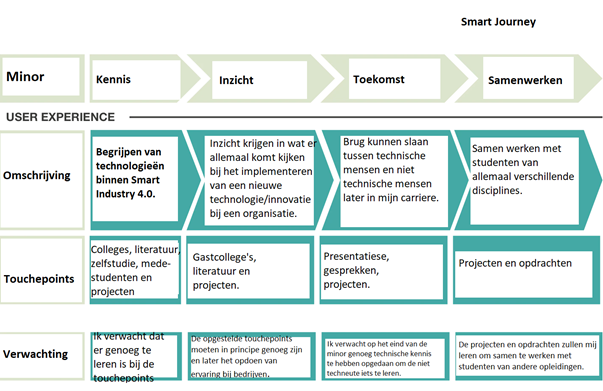 Smart Journey
Minor
Kennis
Inzicht
Toekomst
Samenwerken
USER EXPERIENCE
Omschrijving
Begrijpen van
technologieën
binnen Smart
Industry 4.0.
Inzicht krijgen in wat er
allemaal komt kijken
bij het implementeren
van een nieuwe
technologie/innovatie
bij een organisatie.
Brug kunnen slaan
tussen technische
mensen en niet
technische mensen
later in mijn carriere.
Samen werken met
studenten van
allemaal verschillende
disciplines.
Touchepoints
Colleges, literatuur,
zelfstudie, mede-
studenten en
projecten
Gastcollege's,
literatuur en
projecten.
Presentatiese,
gesprekken,
projecten.
Projecten en opdrachten
Verwachting
Ik verwacht dat
er genoeg te
leren is bij de
touchepoints
De opgestelde touchepoints
moeten in principe genoeg zijn
en later het opdoen van
ervaring bij bedrijven.
Ik verwacht op het eind van de
minor genoeg technische kennis
te hebben opgedaan om de niet
techneute iets te leren.
De projecten en opdrachten zullen mij
leren om samen te werken met
studenten van andere opleidingen.